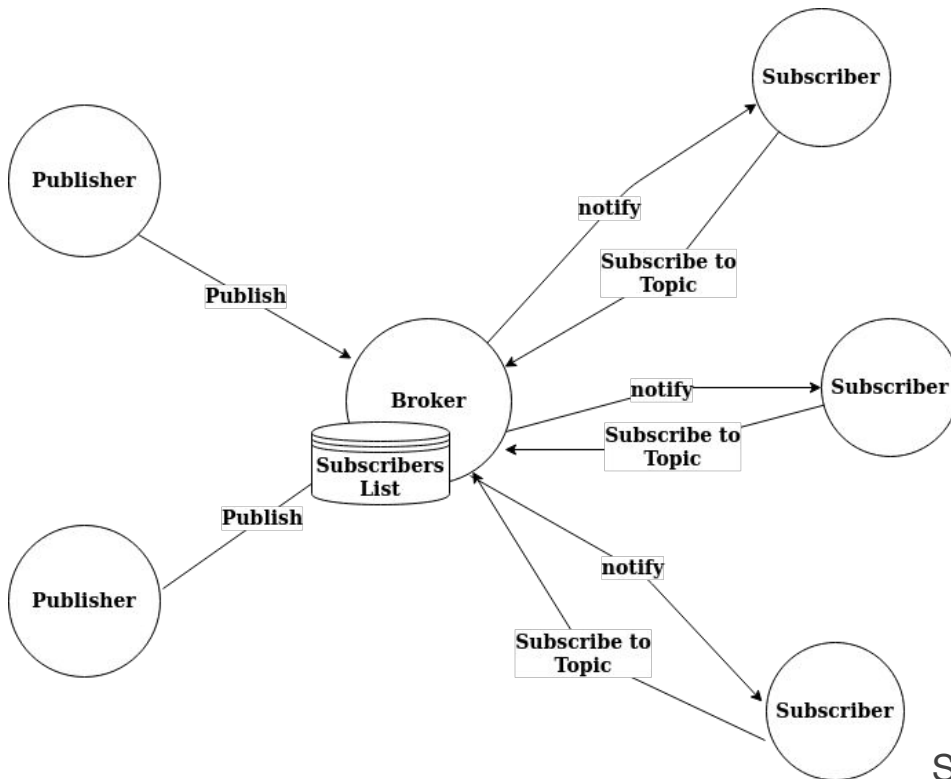 Subscriber
Publisher
notify
Subscribe to
Topic
Publish
Broker
notify
Subscriber
Subscribe to
Topic
Subscribers
List
Publish
notify
Publisher
Subscribe to
Topic
Subscriber
S